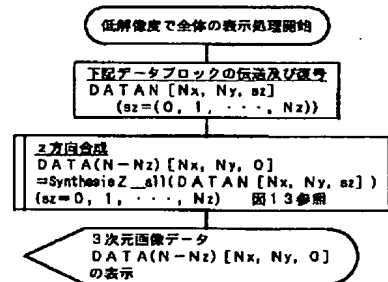 低解像度で全体の表示処理開始
下記データブロックの伝送及び復号
DATAN [Nx, Ny, sz]
(sz=(0, 1, ・・・, Nz))
z方向合成
DATA(N−Nz) [Nx, Ny, 0]
=SynthesisZ_all(DATAN [Nx, Ny, sz])
(sz=0, 1, ・・・, Nz) 図13参照
3次元画像データ
DATA(N−Nz) [Nx, Ny, 0]
の表示